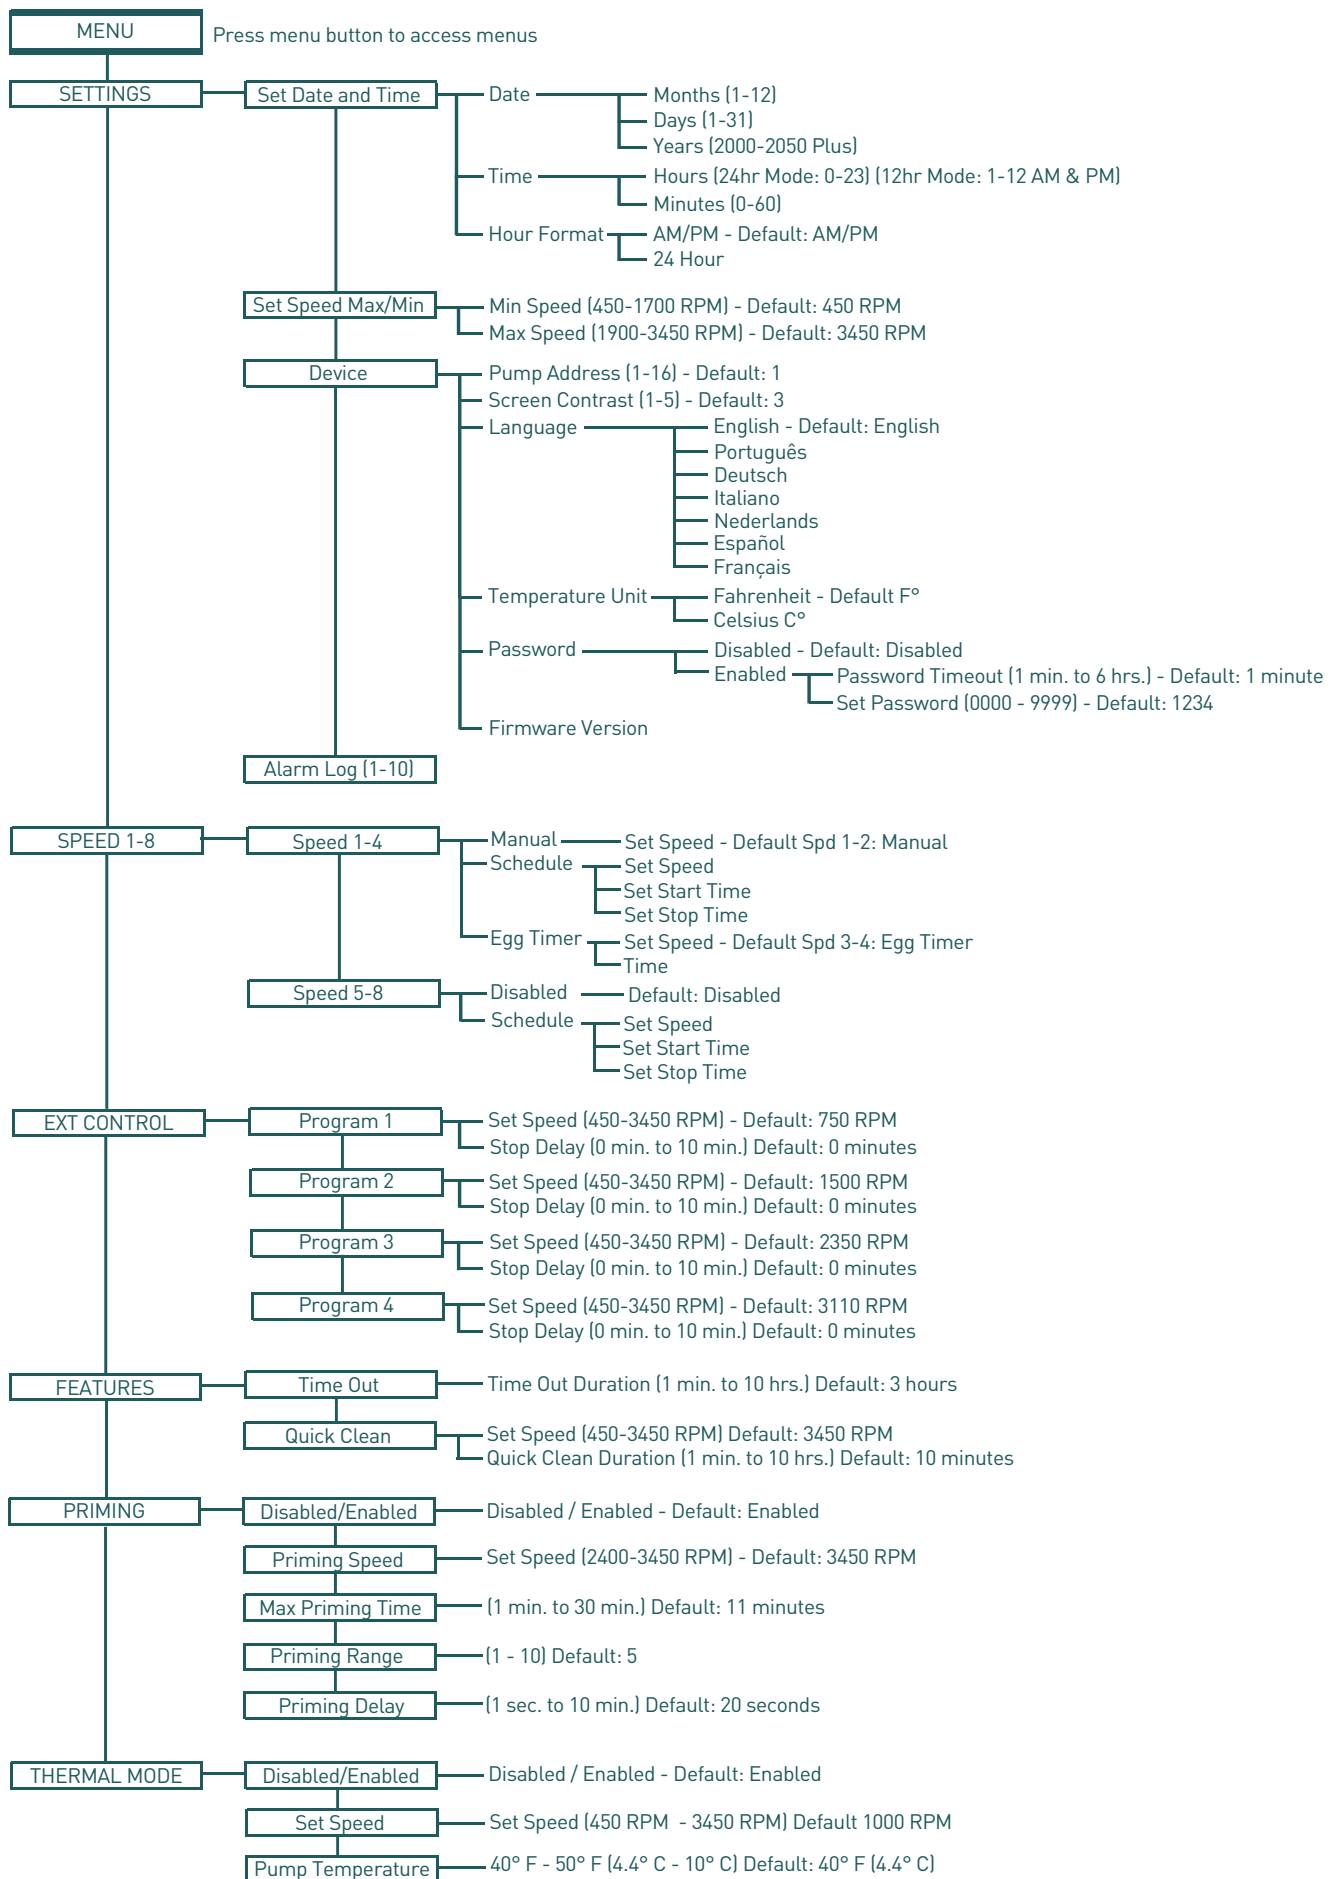 MENU
Press menu button to access menus
SETTINGS
Set Date and Time
Date
Months (1-12)
Days (1-31)
Years (2000-2050 Plus)
Time
Hours (24hr Mode: 0-23) (12hr Mode: 1-12 AM & PM)
Minutes (0-60)
Hour Format
AM/PM - Default: AM/PM
24 Hour
Set Speed Max/Min
Min Speed (450-1700 RPM) - Default: 450 RPM
Max Speed (1900-3450 RPM) - Default: 3450 RPM
Device
Pump Address (1-16) - Default: 1
Screen Contrast (1-5) - Default: 3
Language
English - Default: English
Português
Deutsch
Italiano
Nederlands
Español
Français
Temperature Unit
Fahrenheit - Default F°
Celsius C°
Password
Disabled - Default: Disabled
Enabled
Password Timeout (1 min. to 6 hrs.) - Default: 1 minute
Set Password (0000 - 9999) - Default: 1234
Firmware Version
Alarm Log (1-10)
SPEED 1-8
Speed 1-4
Manual
Set Speed - Default Spd 1-2: Manual
Schedule
Set Speed
Set Start Time
Set Stop Time
Egg Timer
Set Speed - Default Spd 3-4: Egg Timer
Time
Speed 5-8
Disabled
Default: Disabled
Schedule
Set Speed
Set Start Time
Set Stop Time
EXT CONTROL
Program 1
Set Speed (450-3450 RPM) - Default: 750 RPM
Stop Delay (0 min. to 10 min.) Default: 0 minutes
Program 2
Set Speed (450-3450 RPM) - Default: 1500 RPM
Stop Delay (0 min. to 10 min.) Default: 0 minutes
Program 3
Set Speed (450-3450 RPM) - Default: 2350 RPM
Stop Delay (0 min. to 10 min.) Default: 0 minutes
Program 4
Set Speed (450-3450 RPM) - Default: 3110 RPM
Stop Delay (0 min. to 10 min.) Default: 0 minutes
FEATURES
Time Out
Time Out Duration (1 min. to 10 hrs.) Default: 3 hours
Quick Clean
Set Speed (450-3450 RPM) Default: 3450 RPM
Quick Clean Duration (1 min. to 10 hrs.) Default: 10 minutes
PRIMING
Disabled/Enabled
Disabled / Enabled - Default: Enabled
Priming Speed
Set Speed (2400-3450 RPM) - Default: 3450 RPM
Max Priming Time
(1 min. to 30 min.) Default: 11 minutes
Priming Range
(1 - 10) Default: 5
Priming Delay
(1 sec. to 10 min.) Default: 20 seconds
THERMAL MODE
Disabled/Enabled
Disabled / Enabled - Default: Enabled
Set Speed
Set Speed (450 RPM - 3450 RPM) Default 1000 RPM
Pump Temperature
40° F - 50° F (4.4° C - 10° C) Default: 40° F (4.4° C)